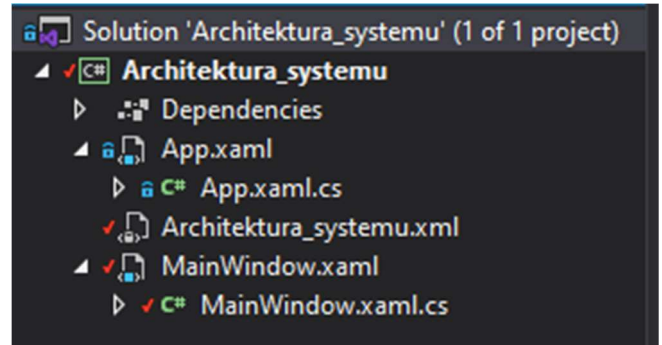 Solution 'Architektura_systemu' (1 of 1 project)
C# Architektura_systemu
Dependencies
App.xaml
C# App.xaml.cs
Architektura_systemu.xml
MainWindow.xaml
C# MainWindow.xaml.cs